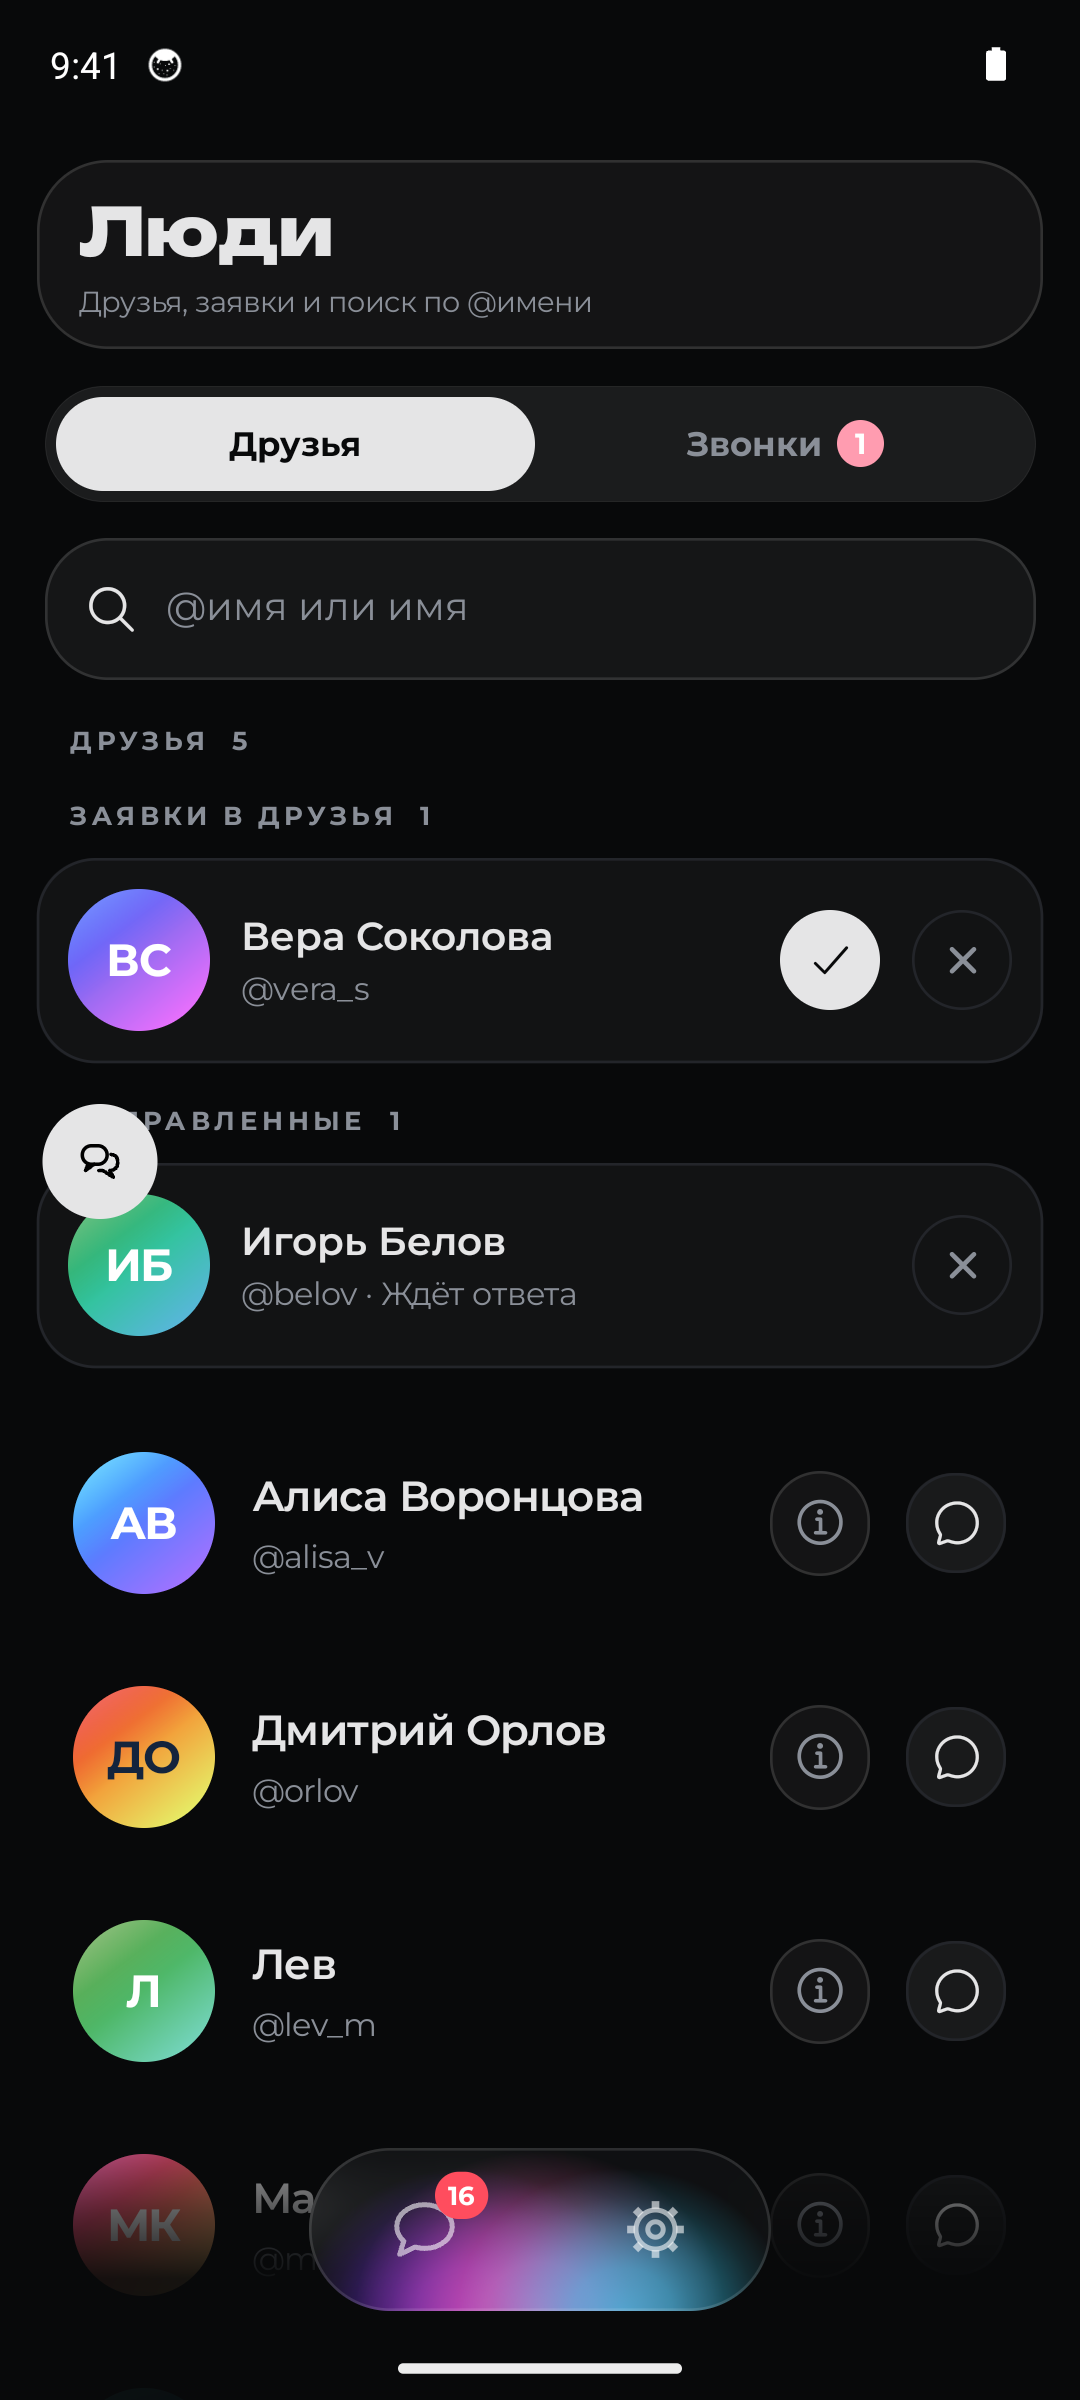 9:41
Люди
Друзья, заявки и поиск по @имени
Друзья
Звонки 1
@имя или имя
ДРУЗЬЯ 5
ЗАЯВКИ В ДРУЗЬЯ 1
ВС
Вера Соколова
@vera_s
РАВЛЕННЫЕ 1
ИБ
Игорь Белов
@belov · Ждёт ответа
АВ
Алиса Воронцова
@alisa_v
ДО
Дмитрий Орлов
@orlov
Л
Лев
@lev_m
МК
Ма
@m
16